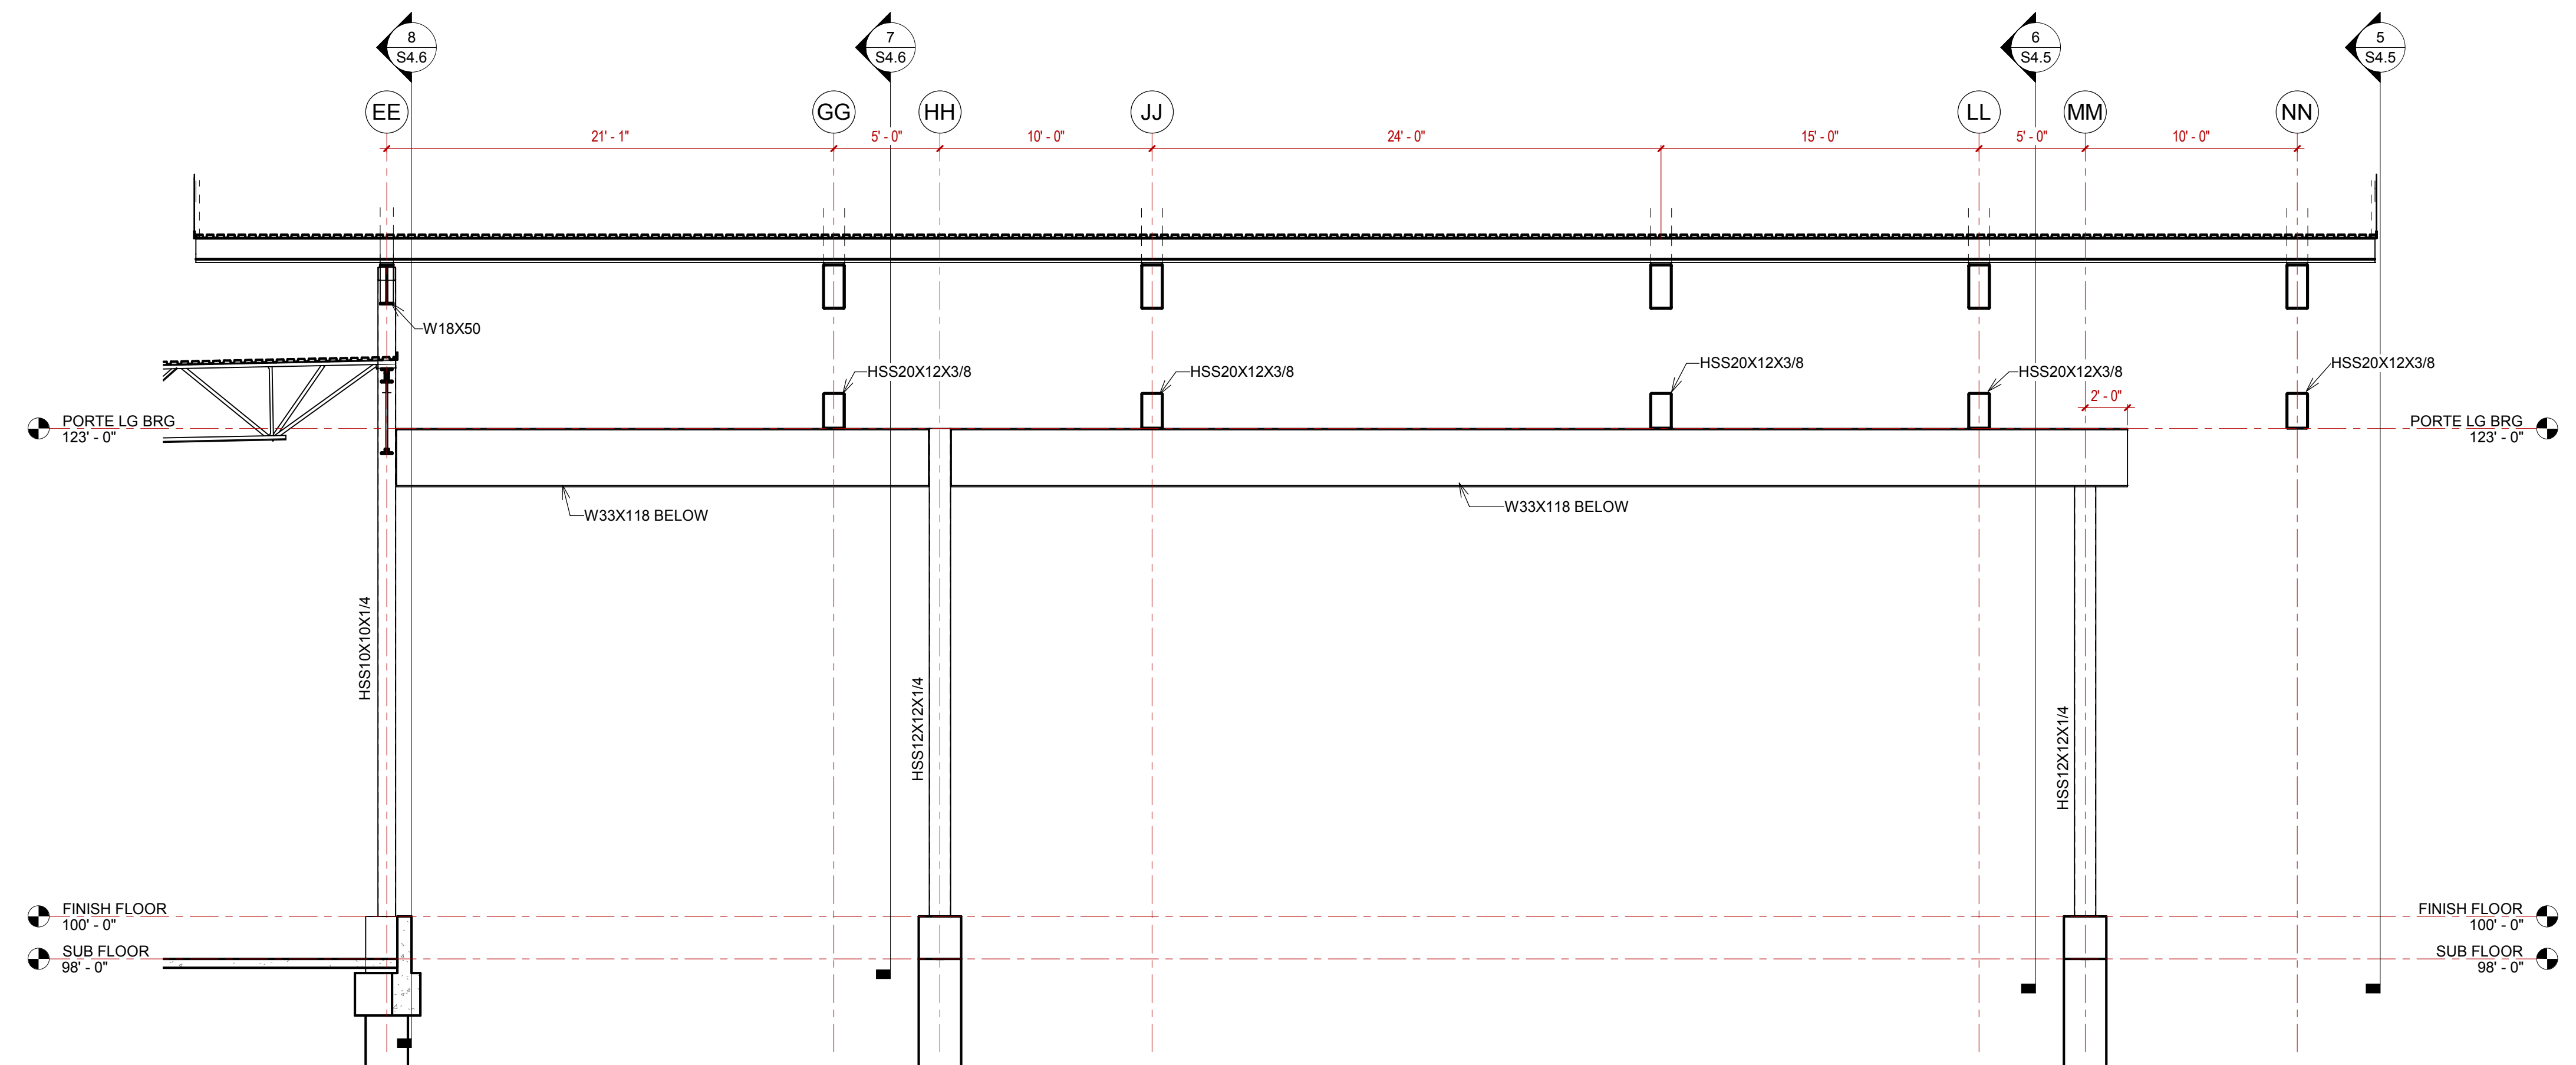 8
S4.6
7
S4.6
6
S4.5
5
S4.5
EE
GG
HH
JJ
LL
MM
NN
21' - 1"
5' - 0"
10' - 0"
24' - 0"
15' - 0"
5' - 0"
10' - 0"
W18X50
HSS20X12X3/8
HSS20X12X3/8
HSS20X12X3/8
HSS20X12X3/8
HSS20X12X3/8
2' - 0"
PORTE LG BRG
123' - 0"
PORTE LG BRG
123' - 0"
W33X118 BELOW
W33X118 BELOW
HSS10X10X1/4
HSS12X12X1/4
HSS12X12X1/4
FINISH FLOOR
100' - 0"
FINISH FLOOR
100' - 0"
SUB FLOOR
98' - 0"
SUB FLOOR
98' - 0"